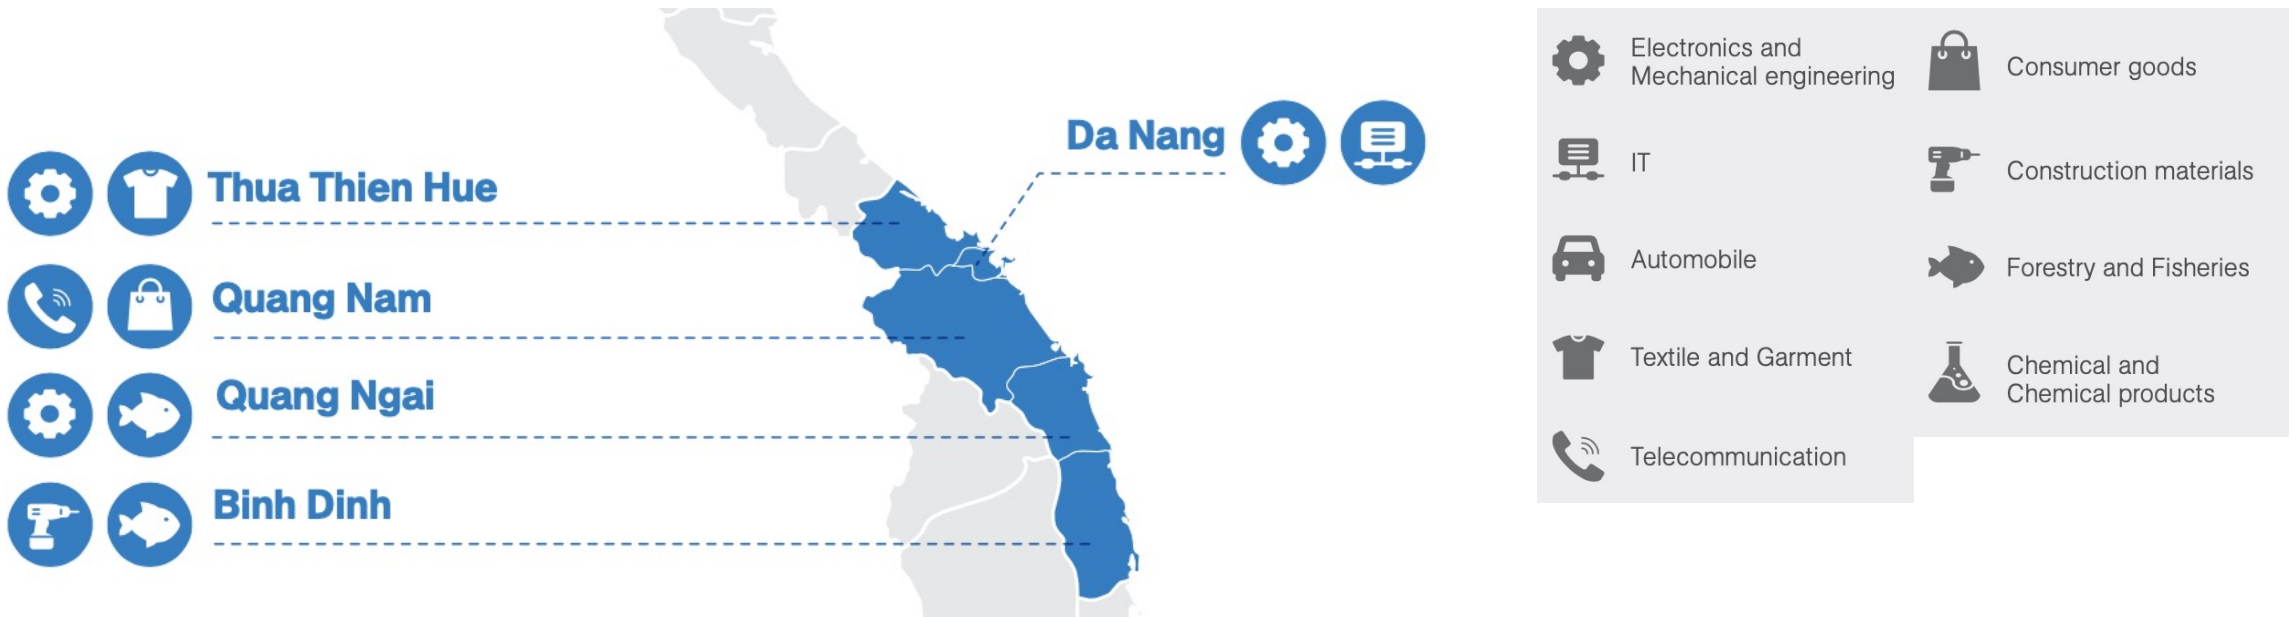 Da Nang
Thua Thien Hue
Quang Nam
Quang Ngai
Binh Dinh
Electronics and
Mechanical engineering
IT
Automobile
Textile and Garment
Telecommunication
Consumer goods
Construction materials
Forestry and Fisheries
Chemical and
Chemical products